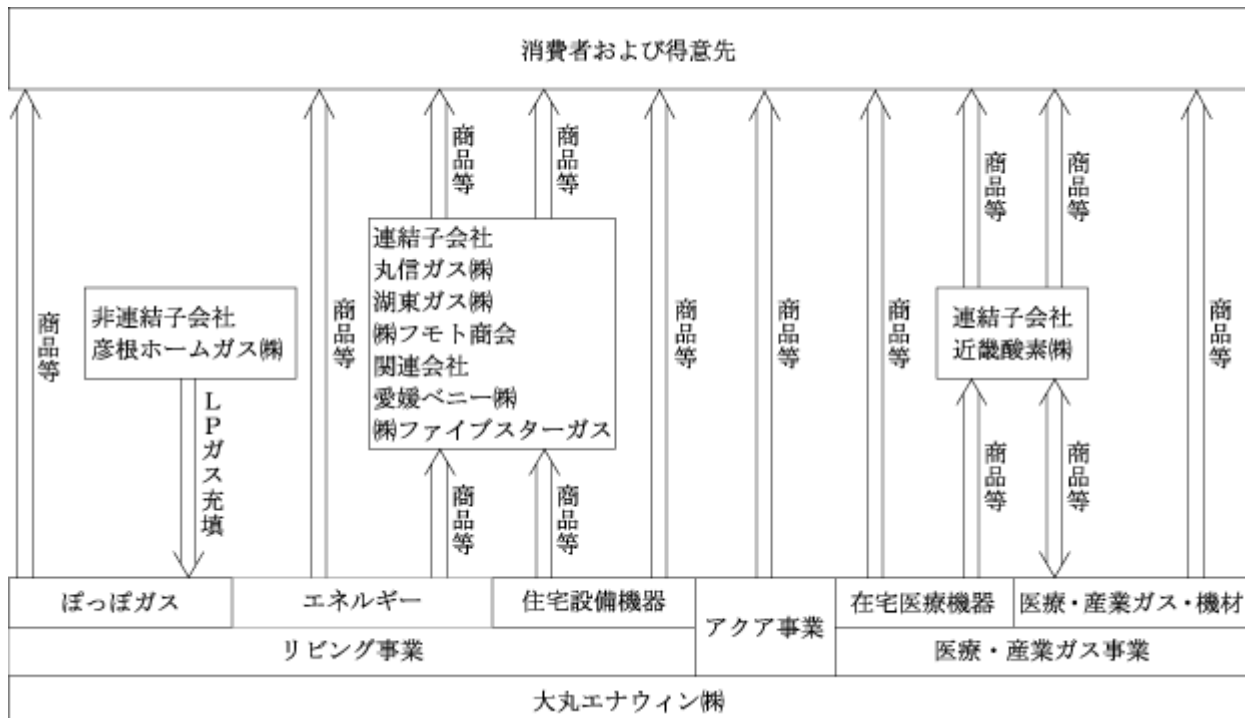 消費者および得意先
商品等
商品等
商品等
商品等
連結子会社
丸信ガス㈱
湖東ガス㈱
㈱フモト商会
関連会社
愛媛ベニー㈱
㈱ファイブスターガス
非連結子会社
彦根ホームガス㈱
連結子会社
近畿酸素㈱
商品等
商品等
商品等
商品等
商品等
商品等
LPガス充填
商品等
商品等
商品等
商品等
ぽっぽガス
エネルギー
住宅設備機器
アクア事業
在宅医療機器
医療・産業ガス・機材
リビング事業
医療・産業ガス事業
大丸エナウィン㈱